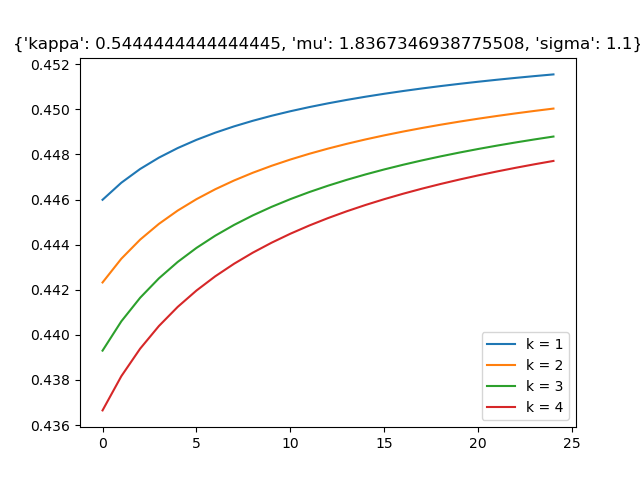 {'kappa': 0.5444444444444445, 'mu': 1.8367346938775508, 'sigma': 1.1}
0.452
0.450
0.448
0.446
0.444
0.442
0.440
0.438
0.436
k = 1
k = 2
k = 3
k = 4
0 5 10 15 20 25